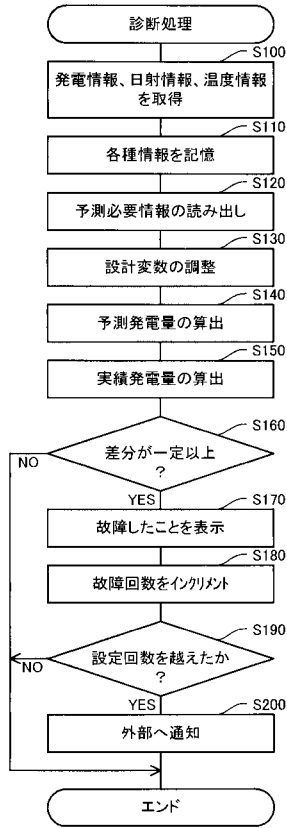 診断処理
S100
発電情報、日射情報、温度情報
を取得
S110
各種情報を記憶
S120
予測必要情報の読み出し
S130
設計変数の調整
S140
予測発電量の算出
S150
実績発電量の算出
S160
差分が一定以上
?
NO
YES
S170
故障したことを表示
S180
故障回数をインクリメント
S190
設定回数を越えたか
?
NO
YES
S200
外部へ通知
エンド